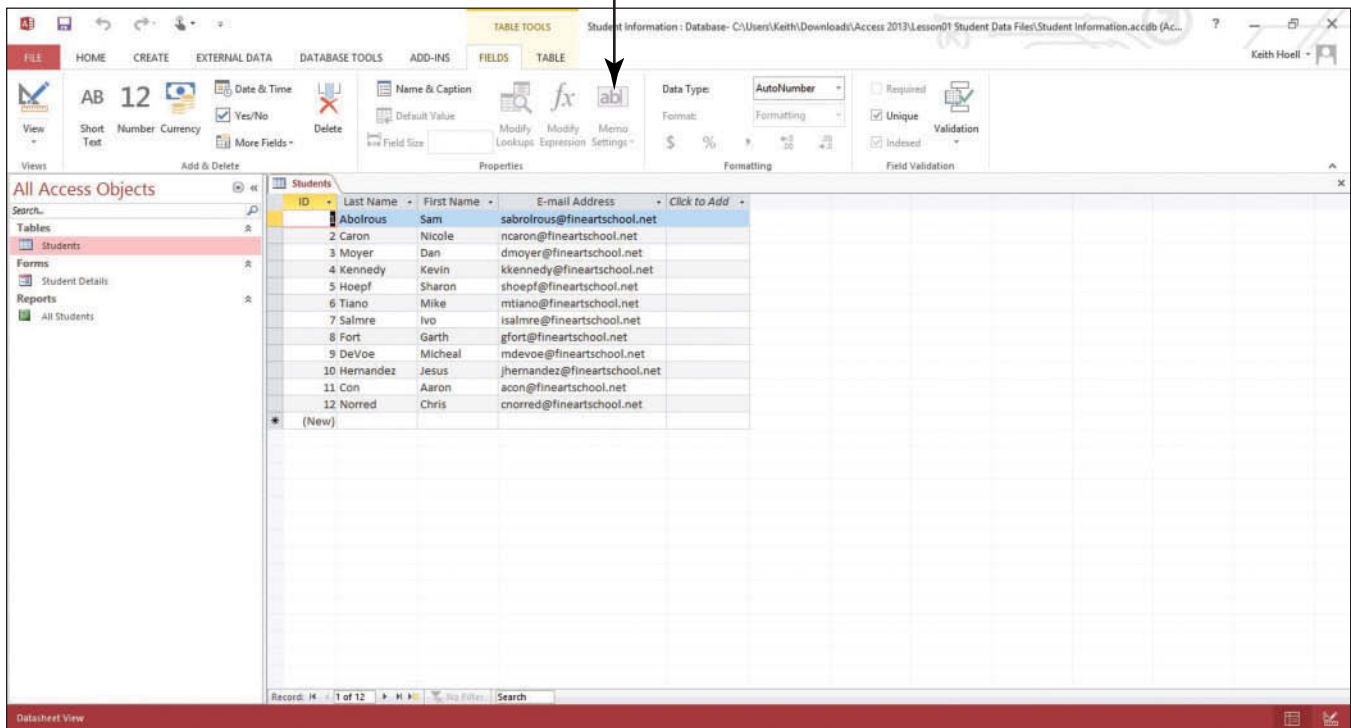 TABLE TOOLS
Student Information : Database- C:\Users\Keith\Downloads\Access 2013\Lesson01 Student Data Files\Student Information.accdb (Ac...
?
FILE HOME CREATE EXTERNAL DATA DATABASE TOOLS ADD-INS FIELDS TABLE
Keith Hoell
View
Views
AB Short Text
12 Number
Currency
Date & Time
Yes/No
More Fields
Delete
Add & Delete
Name & Caption
Default Value
Field Size
Modify Lookups
fx Modify Expression
ab Memo Settings
Properties
Data Type: AutoNumber
Format: Formatting
$ % ,
Formatting
Required
Unique
Indexed
Validation
Field Validation
All Access Objects
Search...
Tables
Students
Forms
Student Details
Reports
All Students
Students
ID Last Name First Name E-mail Address Click to Add
1 Abolrous Sam sabrolrous@fineartschool.net
2 Caron Nicole ncaron@fineartschool.net
3 Moyer Dan dmoyer@fineartschool.net
4 Kennedy Kevin kkennedy@fineartschool.net
5 Hoepf Sharon shoepf@fineartschool.net
6 Tiano Mike mtiano@fineartschool.net
7 Salmre Ivo isalmre@fineartschool.net
8 Fort Garth gfort@fineartschool.net
9 DeVoe Micheal mdevoe@fineartschool.net
10 Hernandez Jesus jhernandez@fineartschool.net
11 Con Aaron acon@fineartschool.net
12 Norred Chris cnorred@fineartschool.net
(New)
Record: 1 of 12 No Filter Search
Datasheet View